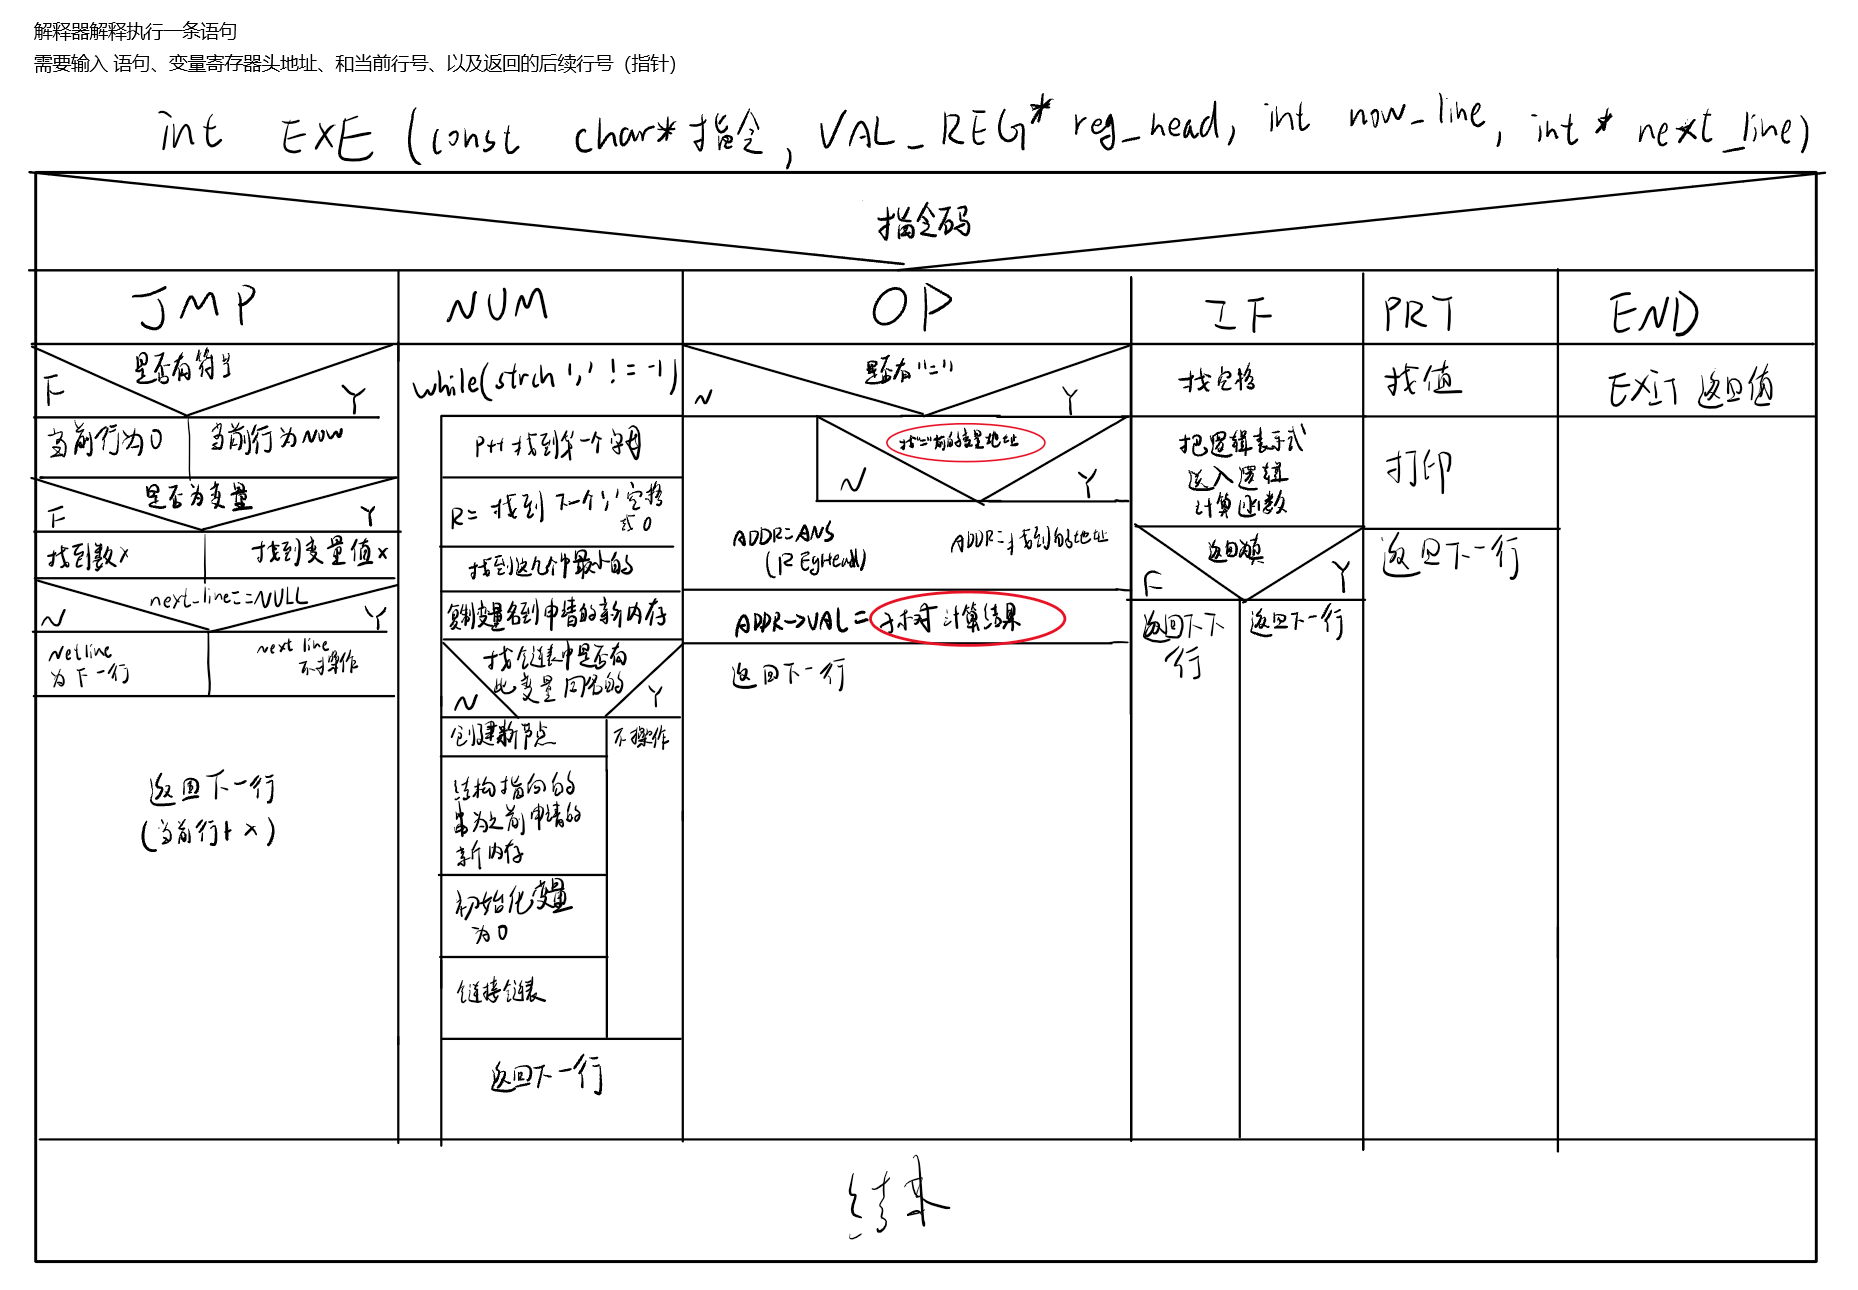 解释器解释执行一条语句
需要输入 语句、变量寄存器头地址、和当前行号、以及返回的后续行号（指针）
int EXE (const char* 指令, VAL_REG* reg_head, int now_line, int* next_line)
指令码
JMP
是否有符号
F
Y
当前行为0
当前行为NOW
是否为变量
F
Y
找到数x
找到变量值x
next_line==NULL
N
Y
Netline
为下一行
next line
不操作
返回下一行
(当前行+x)
NUM
while(strch ',' != -1)
P++ 找到第一个字母
R= 找到下一个',' 空格
或0
找到这几个中最小的
复制变量名到申请的新内存
找链表中是否有
此变量同名的
N
Y
创建新节点
不操作
结构指向的
串为之前申请的
新内存
初始化变量
为0
链接链表
返回下一行
OP
是否有'='
N
Y
找"="前的变量地址
N
Y
ADDR=ANS
(REgHead)
ADDR=找到的地址
ADDR->VAL=子树计算结果
返回下一行
IF
找空格
把逻辑表示式
送入逻辑
计算函数
返回真
F
Y
返回下下
行
返回下一行
PRT
找值
打印
返回下一行
END
EXIT 返回值
结束